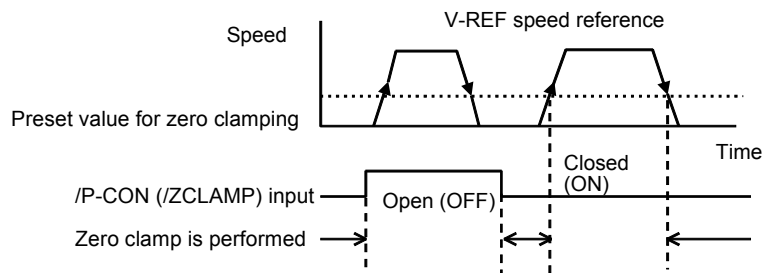 V-REF speed reference
Speed
Preset value for zero clamping
Time
Closed
(ON)
/P-CON (/ZCLAMP) input
Open (OFF)
Zero clamp is performed